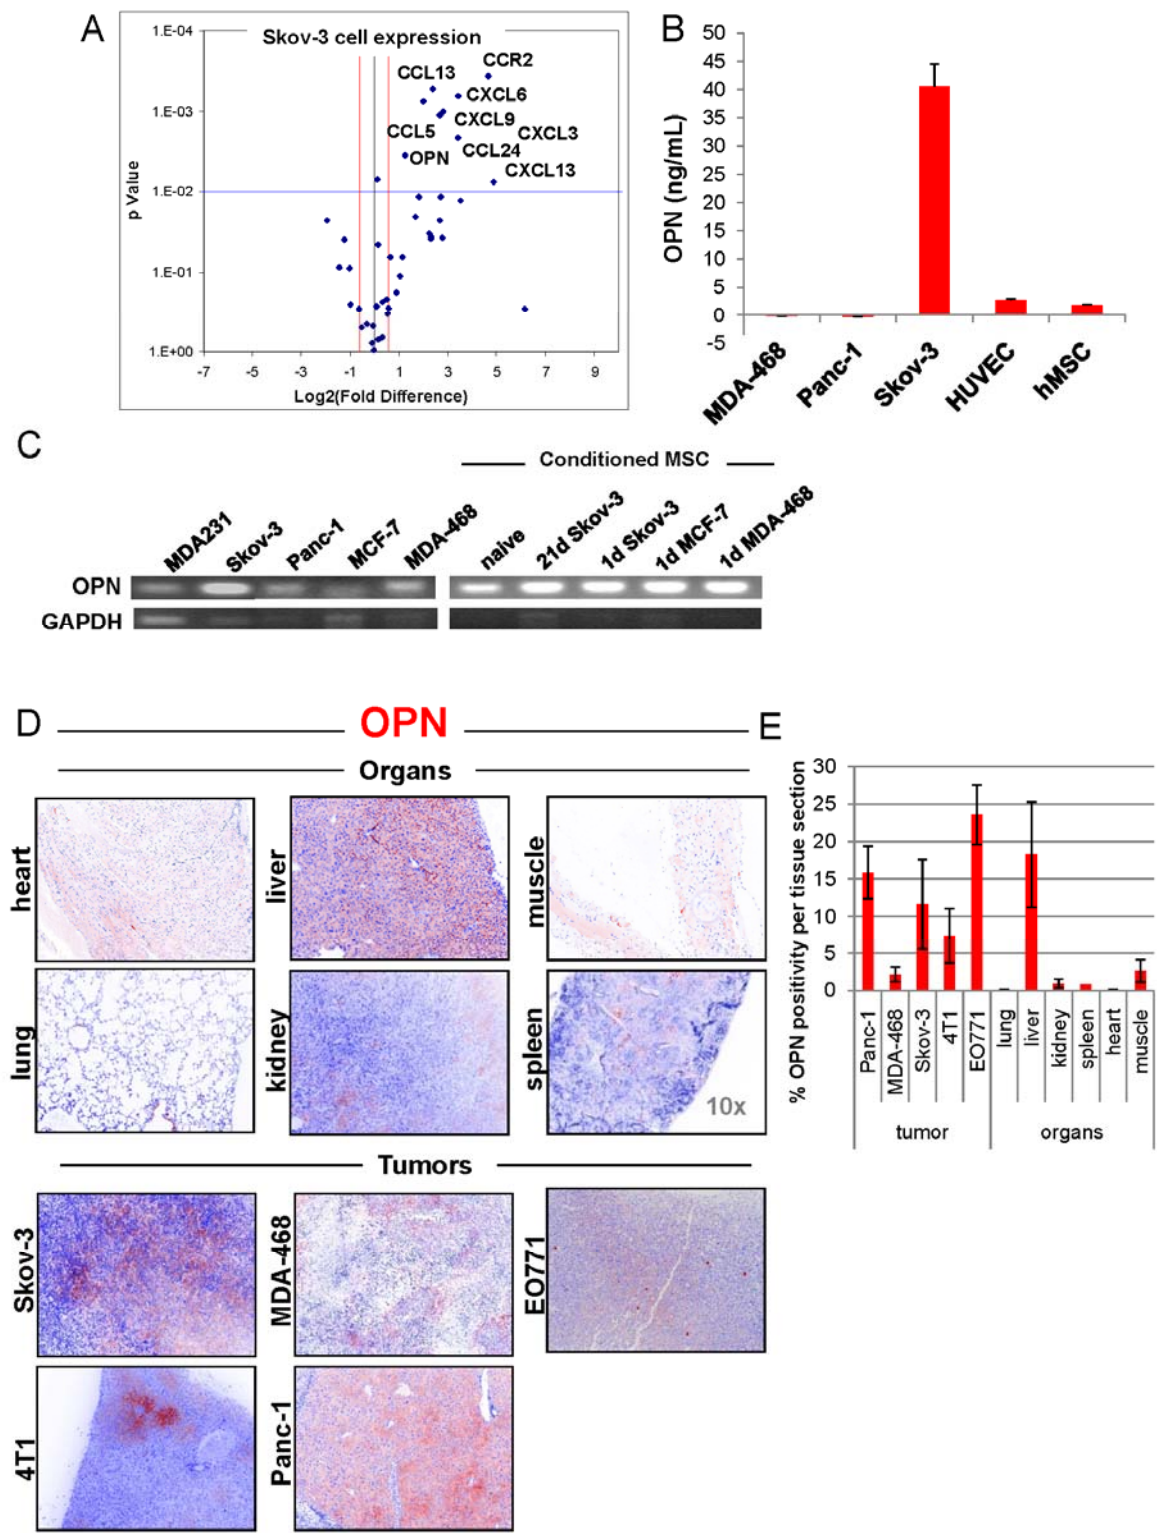 A
Skov-3 cell expression
1.E-04
1.E-03
1.E-02
1.E-01
1.E+00
p Value
CCR2
CCL13
CXCL6
CXCL9
CCL5
CXCL3
OPN
CCL24
CXCL13
-7 -5 -3 -1 1 3 5 7 9
Log2(Fold Difference)
B
OPN (ng/mL)
50
45
40
35
30
25
20
15
10
5
0
-5
MDA-468 Panc-1 Skov-3 HUVEC hMSC
C
Conditioned MSC
MDA231 Skov-3 Panc-1 MCF-7 MDA-468 naive 21d Skov-3 1d Skov-3 1d MCF-7 1d MDA-468
OPN
GAPDH
D
OPN
Organs
heart
liver
muscle
lung
kidney
spleen
10x
Tumors
Skov-3
MDA-468
EO771
4T1
Panc-1
E
% OPN positivity per tissue section
30
25
20
15
10
5
0
Panc-1 MDA-468 Skov-3 4T1 EO771 lung liver kidney spleen heart muscle
tumor organs